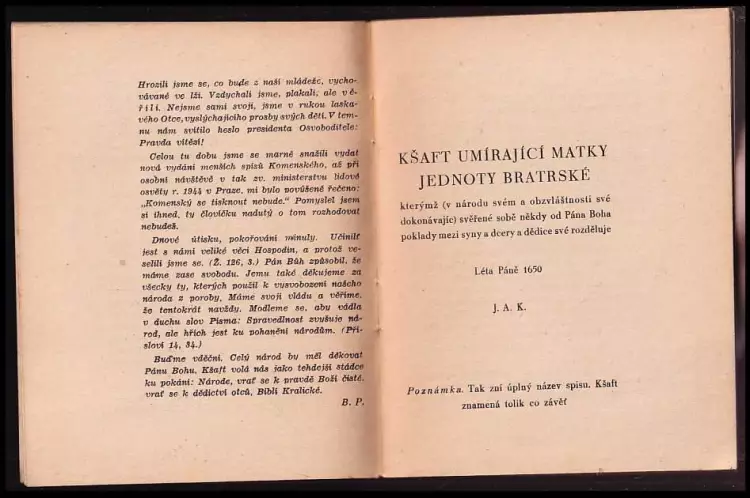 Hrozili jsme se, co bude z naší mládeže, vycho-
vávané ve lži. Vzdychali jsme, plakali, ale vě-
řili. Nejsme sami svoji, jsme v rukou laska-
vého Otce, vyslýchajícího prosby svých dětí. V tem-
nu nám svítilo heslo presidenta Osvoboditele:
Pravda vítězí!
Celou tu dobu jsme se marně snažili vydat
nová vydání menších spisů Komenského, až při
osobní návštěvě v tak zv. ministerstvu lidové
osvěty r. 1944 v Praze, mi bylo povýšeně řečeno:
„Komenský se tisknout nebude.“ Pomyslel jsem
si ihned, ty človíčku nadutý o tom rozhodovat
nebudeš.
Dnové útisku, pokořování minuly. Učinilť
jest s námi veliké věci Hospodin, a protož ve-
selili jsme se. (Ž. 126, 3.) Pán Bůh způsobil, že
máme zase svobodu. Jemu také děkujeme za
všecky ty, kterých použil k vysvobození našeho
národa z poroby. Máme svoji vládu a věříme,
že tentokrát navždy. Modleme se, aby vládla
v duchu slov Písma: Spravedlnost zvyšuje ná-
rod, ale hřích jest ku pohanění národům. (Pří-
sloví 14, 34.)
Buďme vděčni. Celý národ by měl děkovat
Pánu Bohu. Kšaft volá nás jako tehdejší stádce
ku pokání: Národe, vrať se k pravdě Boží čisté,
vrať se k dědictví otců, Bibli Kralické.
B. P.
KŠAFT UMÍRAJÍCÍ MATKY
JEDNOTY BRATRSKÉ
kterýmž (v národu svém a obzvláštnosti své
dokonávajíc) svěřené sobě někdy od Pána Boha
poklady mezi syny a dcery a dědice své rozděluje
Léta Páně 1650
J. A. K.
Poznámka. Tak zní úplný název spisu. Kšaft
znamená tolik co závěť